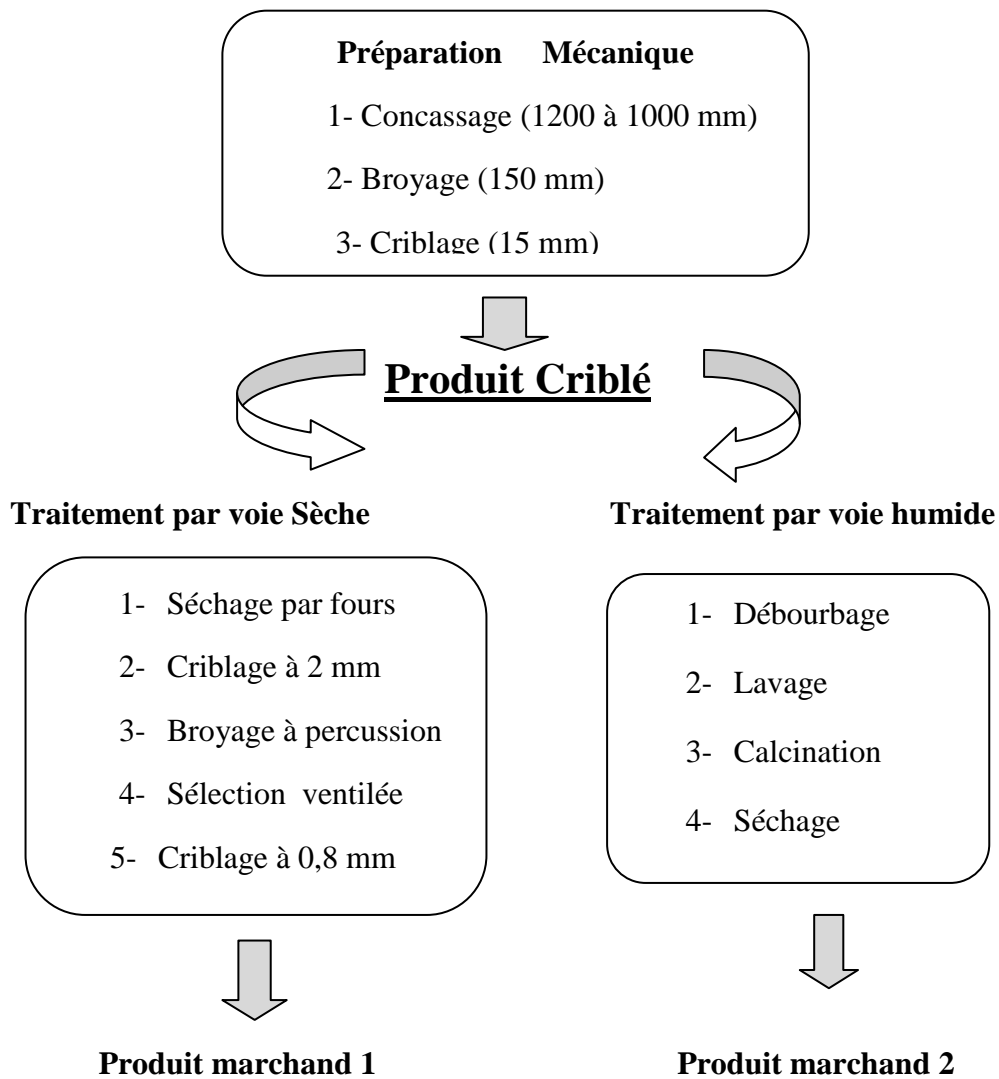 Préparation Mécanique
1- Concassage (1200 à 1000 mm)
2- Broyage (150 mm)
3- Criblage (15 mm)
Produit Criblé
Traitement par voie Sèche
1- Séchage par fours
2- Criblage à 2 mm
3- Broyage à percussion
4- Sélection ventilée
5- Criblage à 0,8 mm
Produit marchand 1
Traitement par voie humide
1- Débourbage
2- Lavage
3- Calcination
4- Séchage
Produit marchand 2